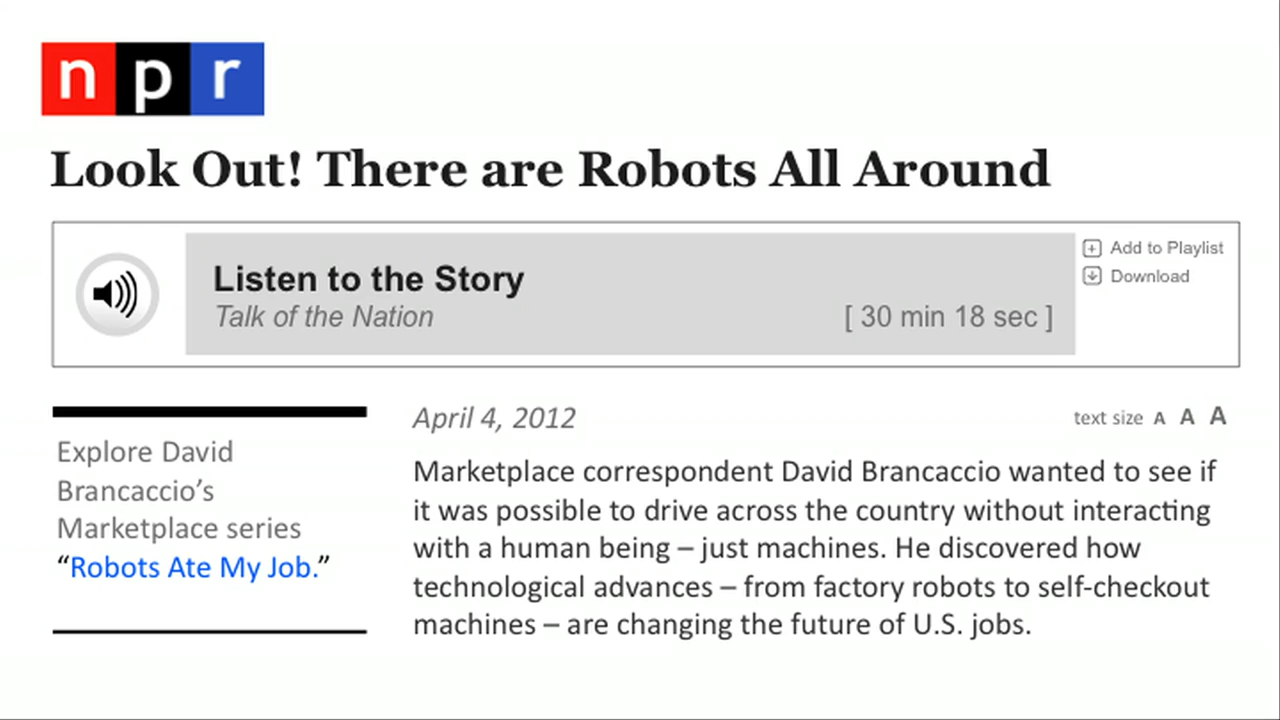 npr
Look Out! There are Robots All Around
Listen to the Story
Talk of the Nation
[ 30 min 18 sec ]
Add to Playlist
Download
Explore David
Brancaccio’s
Marketplace series
“Robots Ate My Job.”
April 4, 2012
text size A A A
Marketplace correspondent David Brancaccio wanted to see if
it was possible to drive across the country without interacting
with a human being – just machines. He discovered how
technological advances – from factory robots to self-checkout
machines – are changing the future of U.S. jobs.